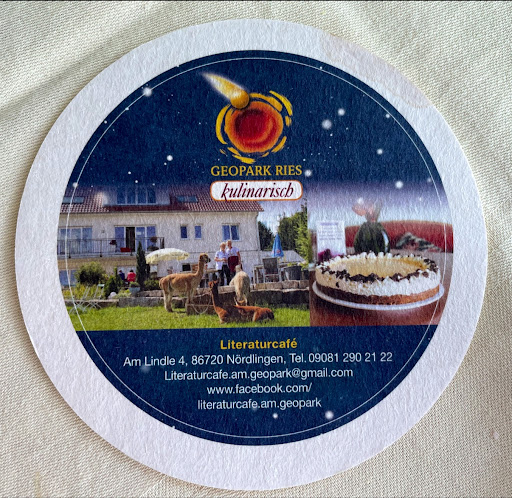 GEOPARK RIES
kulinarisch
Literaturcafé
Am Lindle 4, 86720 Nördlingen, Tel. 09081 290 21 22
Literaturcafe.am.geopark@gmail.com
www.facebook.com/
literaturcafe.am.geopark